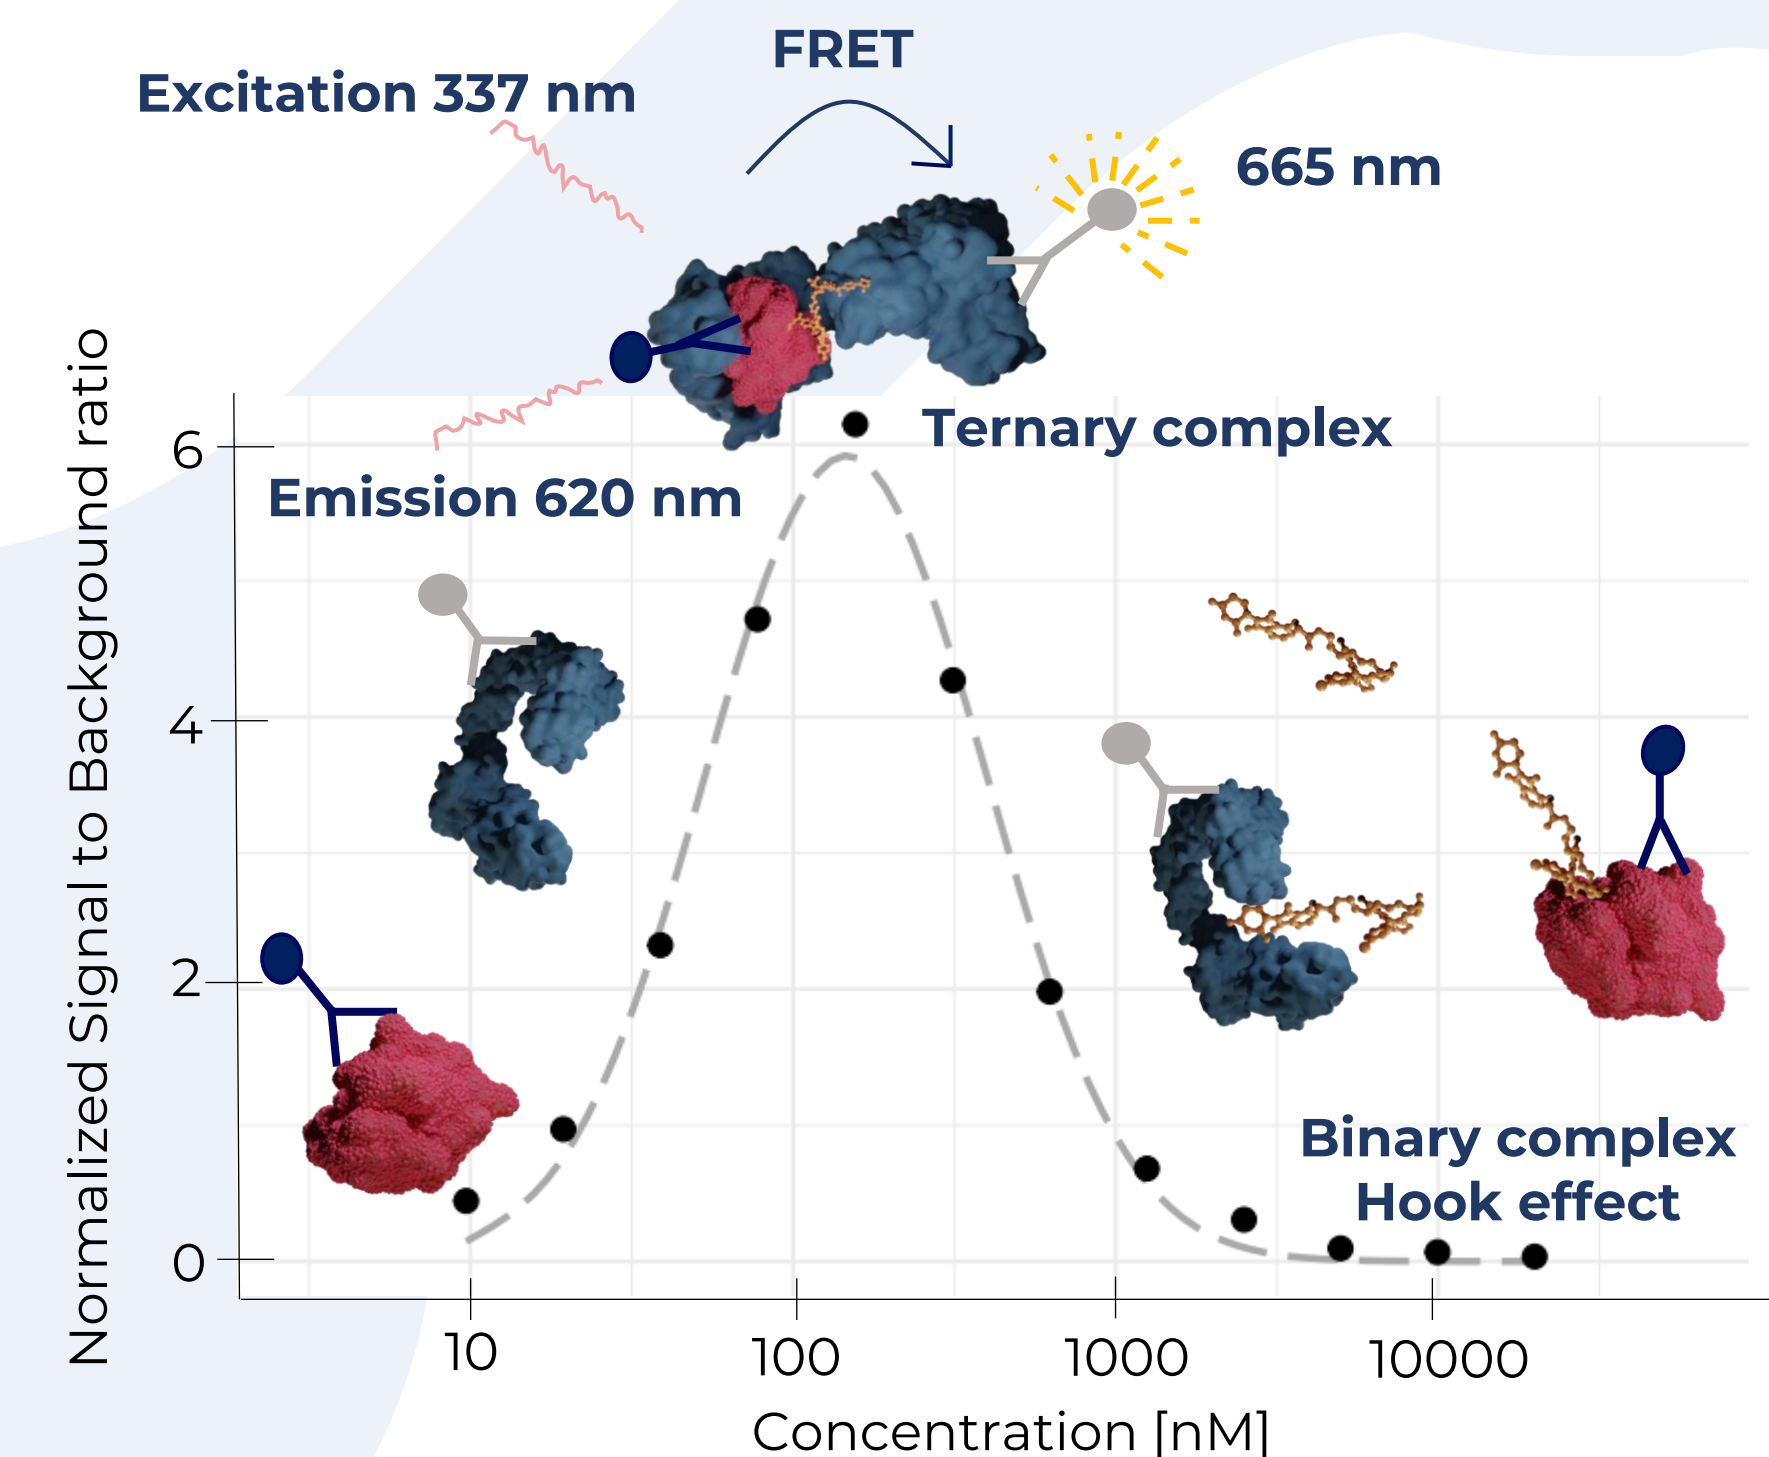 FRET
Excitation 337 nm
665 nm
Ternary complex
Emission 620 nm
Normalized Signal to Background ratio
6
4
2
0
Binary complex
Hook effect
10
100
1000
10000
Concentration [nM]